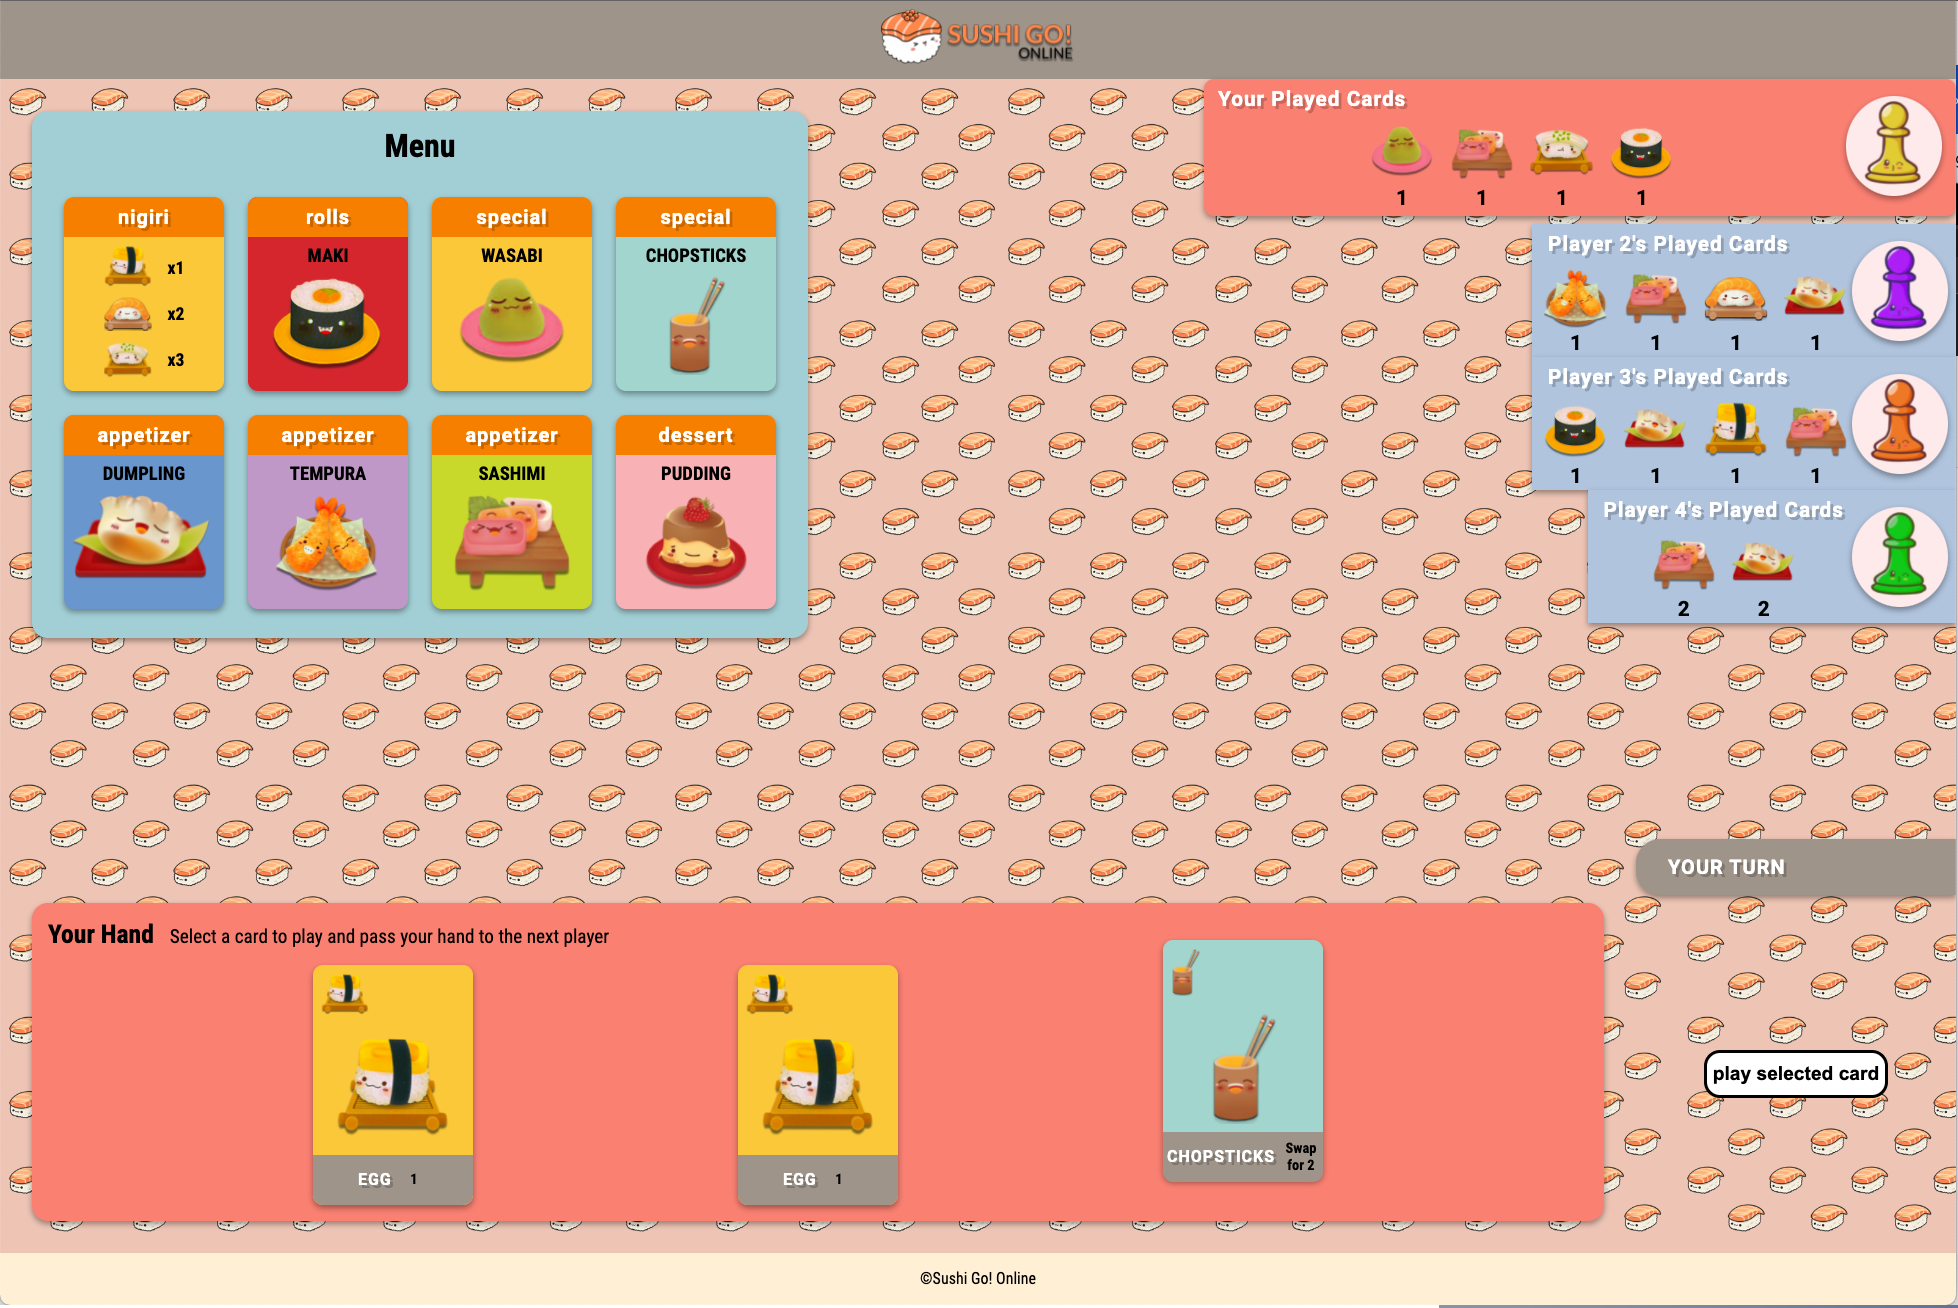 SUSHI GO!
ONLINE
Menu
nigiri
x1
x2
x3
rolls
MAKI
special
WASABI
special
CHOPSTICKS
appetizer
DUMPLING
appetizer
TEMPURA
appetizer
SASHIMI
dessert
PUDDING
Your Played Cards
1 1 1 1
Player 2's Played Cards
1 1 1 1
Player 3's Played Cards
1 1 1 1
Player 4's Played Cards
2 2
YOUR TURN
Your Hand Select a card to play and pass your hand to the next player
EGG 1
EGG 1
CHOPSTICKS Swap
for 2
play selected card
©Sushi Go! Online